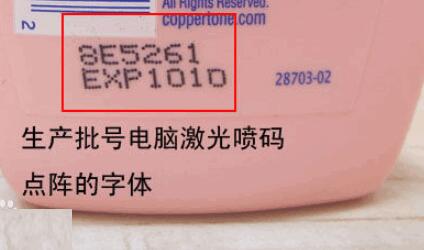 All Rights Reserved.
coppertone.com
2
8E5261
EXP1010
28703-02
生产批号电脑激光喷码
点阵的字体